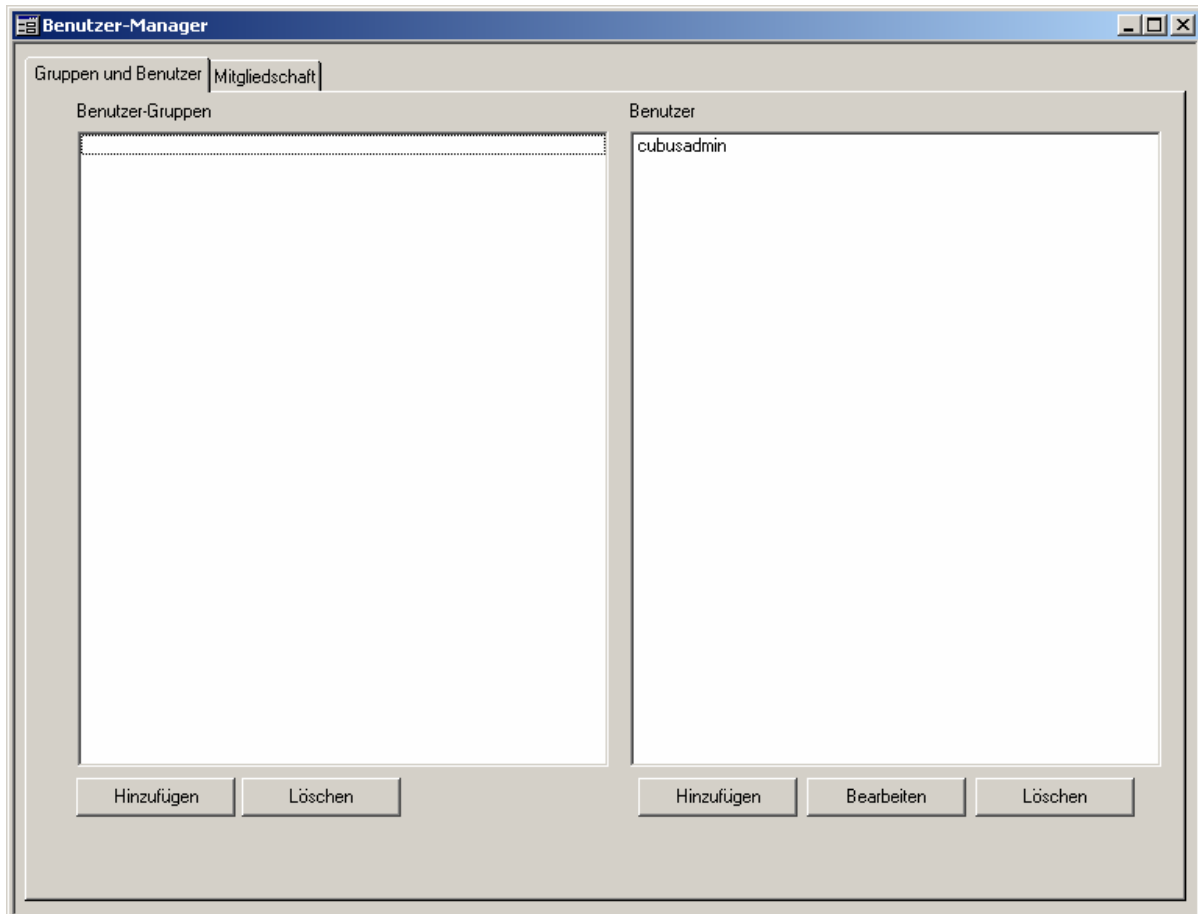 Benutzer-Manager
Gruppen und Benutzer Mitgliedschaft
Benutzer-Gruppen Benutzer
cubusadmin
Hinzufügen Löschen Hinzufügen Bearbeiten Löschen